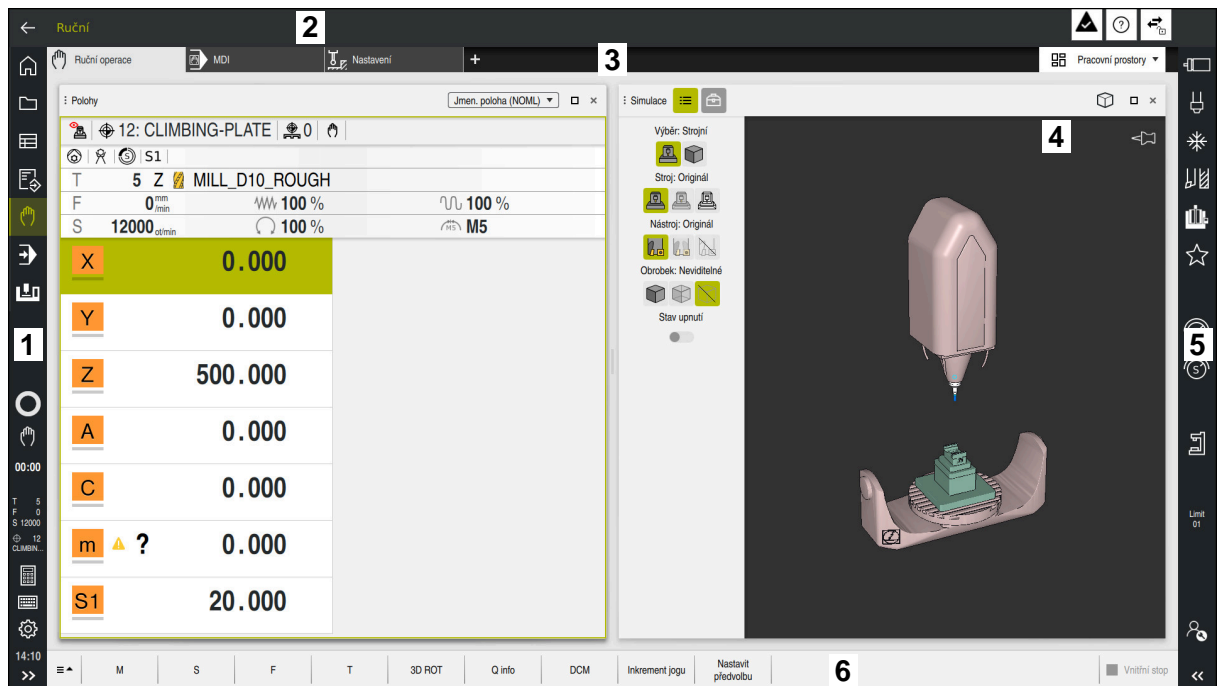 Ruční
2
Ruční operace
MDI
Nastavení
+
3
Pracovní prostory
Polohy
Jmen. poloha (NOML)
12: CLIMBING-PLATE
0
S1
T 5 Z MILL_D10_ROUGH
F 0 mm/min 100 % 100 %
S 12000 ot/min 100 % M5 M5
X 0.000
Y 0.000
Z 500.000
A 0.000
C 0.000
m ? 0.000
S1 20.000
Simulace
Výběr: Strojní
Stroj: Originál
Nástroj: Originál
Obrobek: Neviditelné
Stav upnutí
4
1
00:00
T 5
F 0
S 12000
12
CLIMBIN...
14:10
5
S
Limit
01
M
S
F
T
3D ROT
Q info
DCM
Inkrement jogu
Nastavit
předvolbu
6
Vnitřní stop